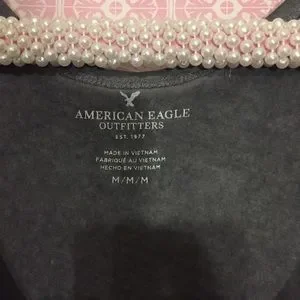 AMERICAN EAGLE
OUTFITTERS
EST. 1977
MADE IN VIETNAM
FABRIQUÉ AU VIETNAM
HECHO EN VIETNAM
M/M/M